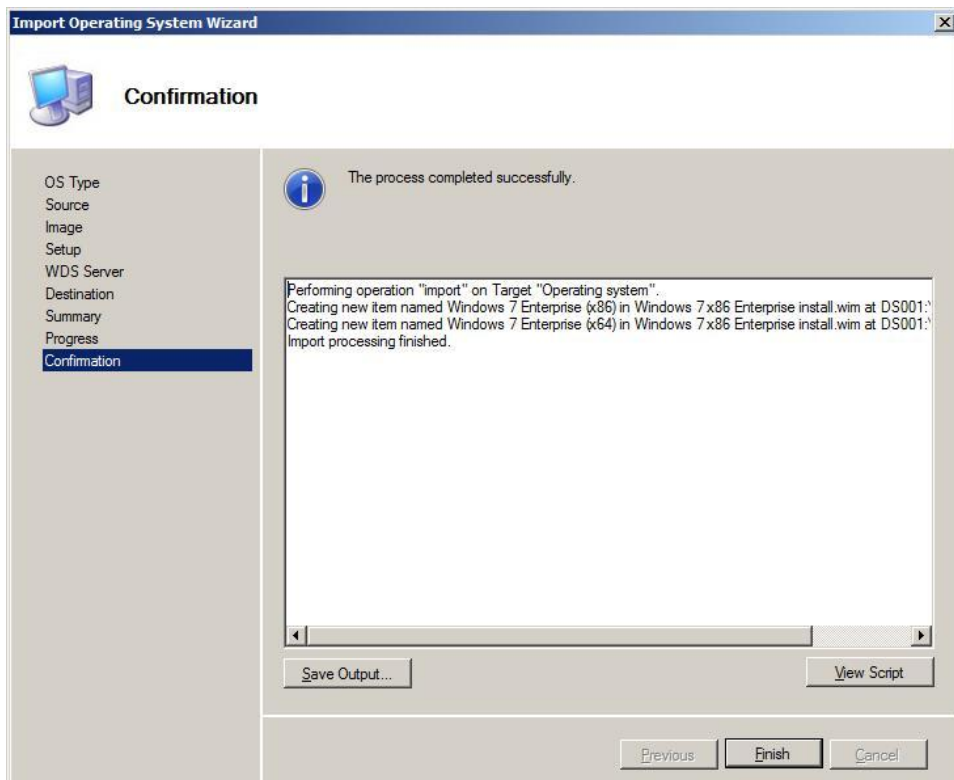 Import Operating System Wizard
Confirmation
OS Type
Source
Image
Setup
WDS Server
Destination
Summary
Progress
Confirmation
The process completed successfully.
Performing operation "import" on Target "Operating system".
Creating new item named Windows 7 Enterprise (x86) in Windows 7 x86 Enterprise install.wim at DS001:
Creating new item named Windows 7 Enterprise (x64) in Windows 7 x86 Enterprise install.wim at DS001:
Import processing finished.
Save Output...
View Script
Previous
Finish
Cancel